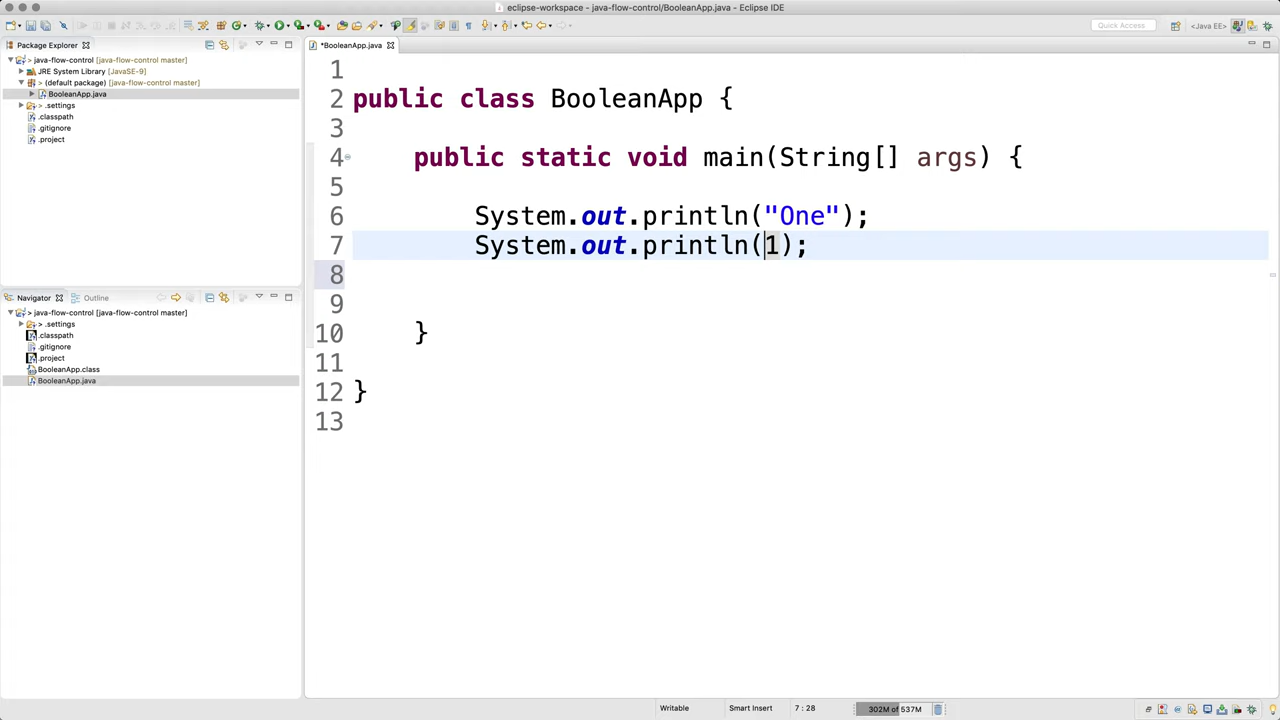 eclipse-workspace - java-flow-control/BooleanApp.java - Eclipse IDE
Quick Access
<Java EE>
Package Explorer
> java-flow-control [java-flow-control master]
JRE System Library [JavaSE-9]
> (default package) [java-flow-control master]
BooleanApp.java
> .settings
.classpath
.gitignore
.project
Navigator
Outline
> java-flow-control [java-flow-control master]
> .settings
.classpath
.gitignore
.project
BooleanApp.class
BooleanApp.java
*BooleanApp.java
1
2 public class BooleanApp {
3
4 public static void main(String[] args) {
5
6 System.out.println("One");
7 System.out.println(1);
8
9
10 }
11
12 }
13
Writable
Smart Insert
7 : 28
302M of 537M